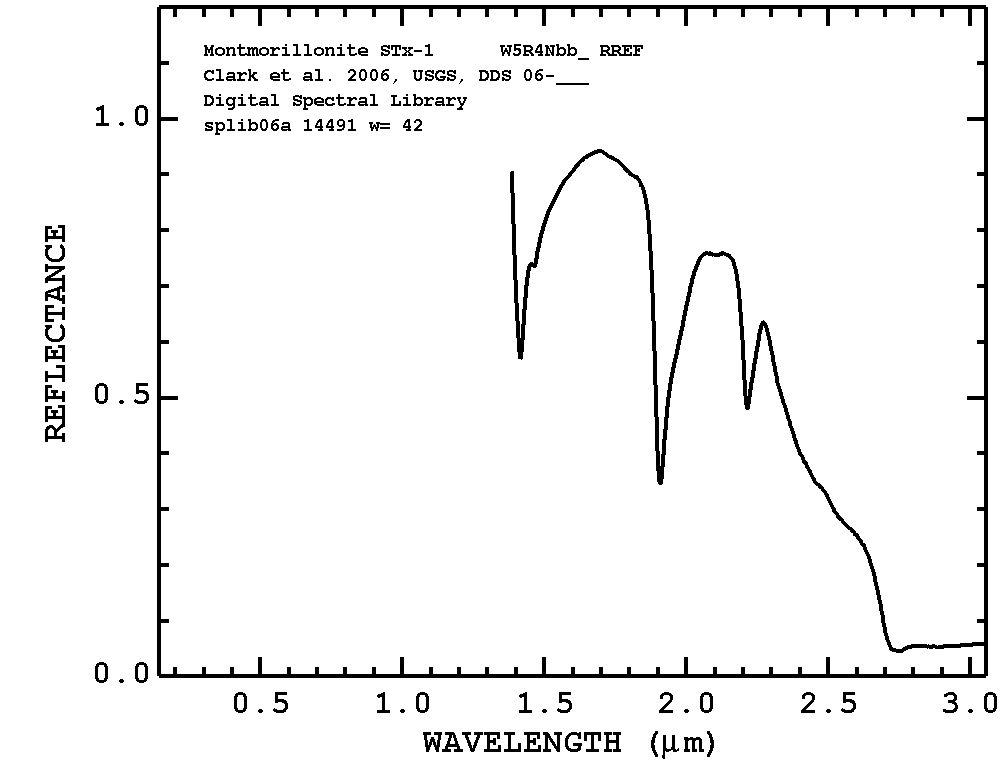 Montmorillonite STx-1 W5R4Nbb_ RREF
Clark et al. 2006, USGS, DDS 06-___
Digital Spectral Library
splib06a 14491 w= 42
1.0
0.5
0.0
REFLECTANCE
0.5 1.0 1.5 2.0 2.5 3.0
WAVELENGTH (μm)